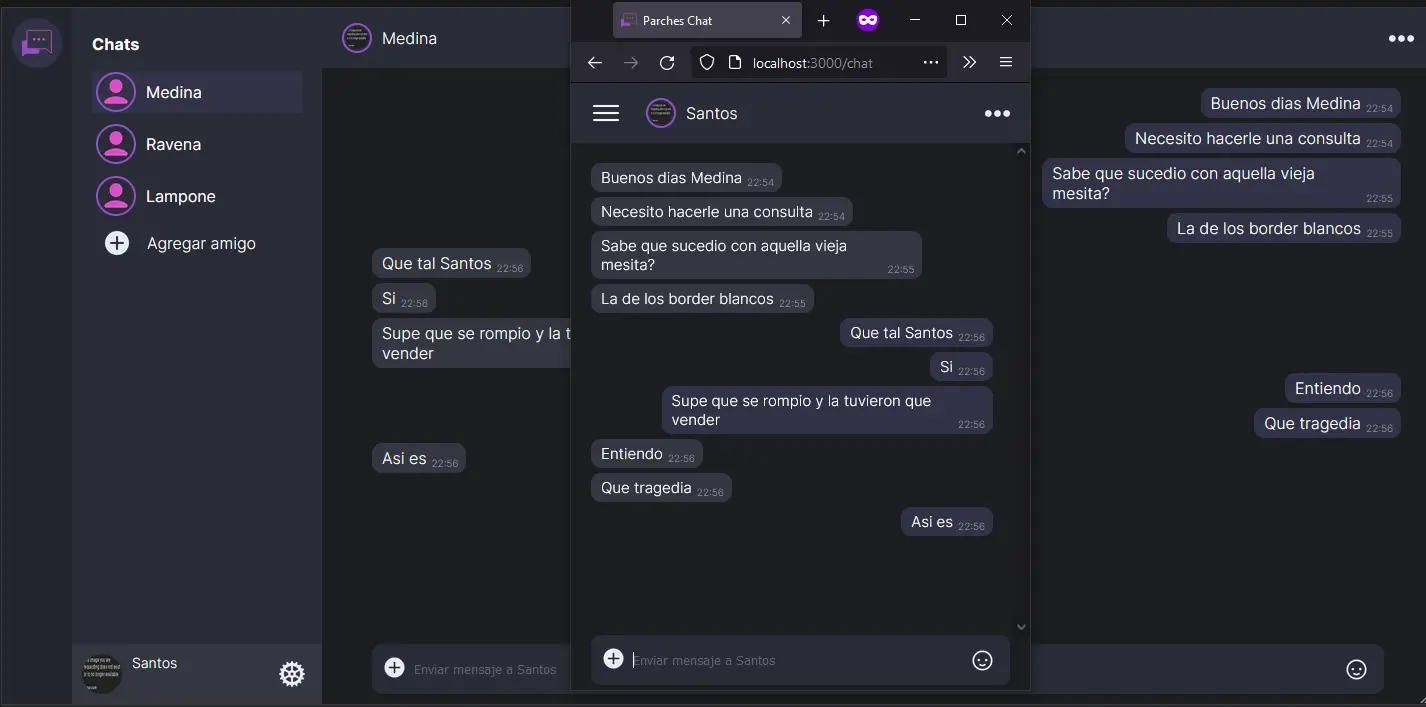 Chats
Medina
Ravena
Lampone
Agregar amigo
Santos
Medina
Que tal Santos 22:56
Si 22:56
Supe que se rompio y la t
vender
Asi es 22:56
Enviar mensaje a Santos
Parches Chat
localhost:3000/chat
Santos
Buenos dias Medina 22:54
Necesito hacerle una consulta 22:54
Sabe que sucedio con aquella vieja
mesita? 22:55
La de los border blancos 22:55
Que tal Santos 22:56
Si 22:56
Supe que se rompio y la tuvieron que
vender 22:56
Entiendo 22:56
Que tragedia 22:56
Asi es 22:56
Enviar mensaje a Santos
Buenos dias Medina 22:54
Necesito hacerle una consulta 22:54
Sabe que sucedio con aquella vieja
mesita? 22:55
La de los border blancos 22:55
Entiendo 22:56
Que tragedia 22:56